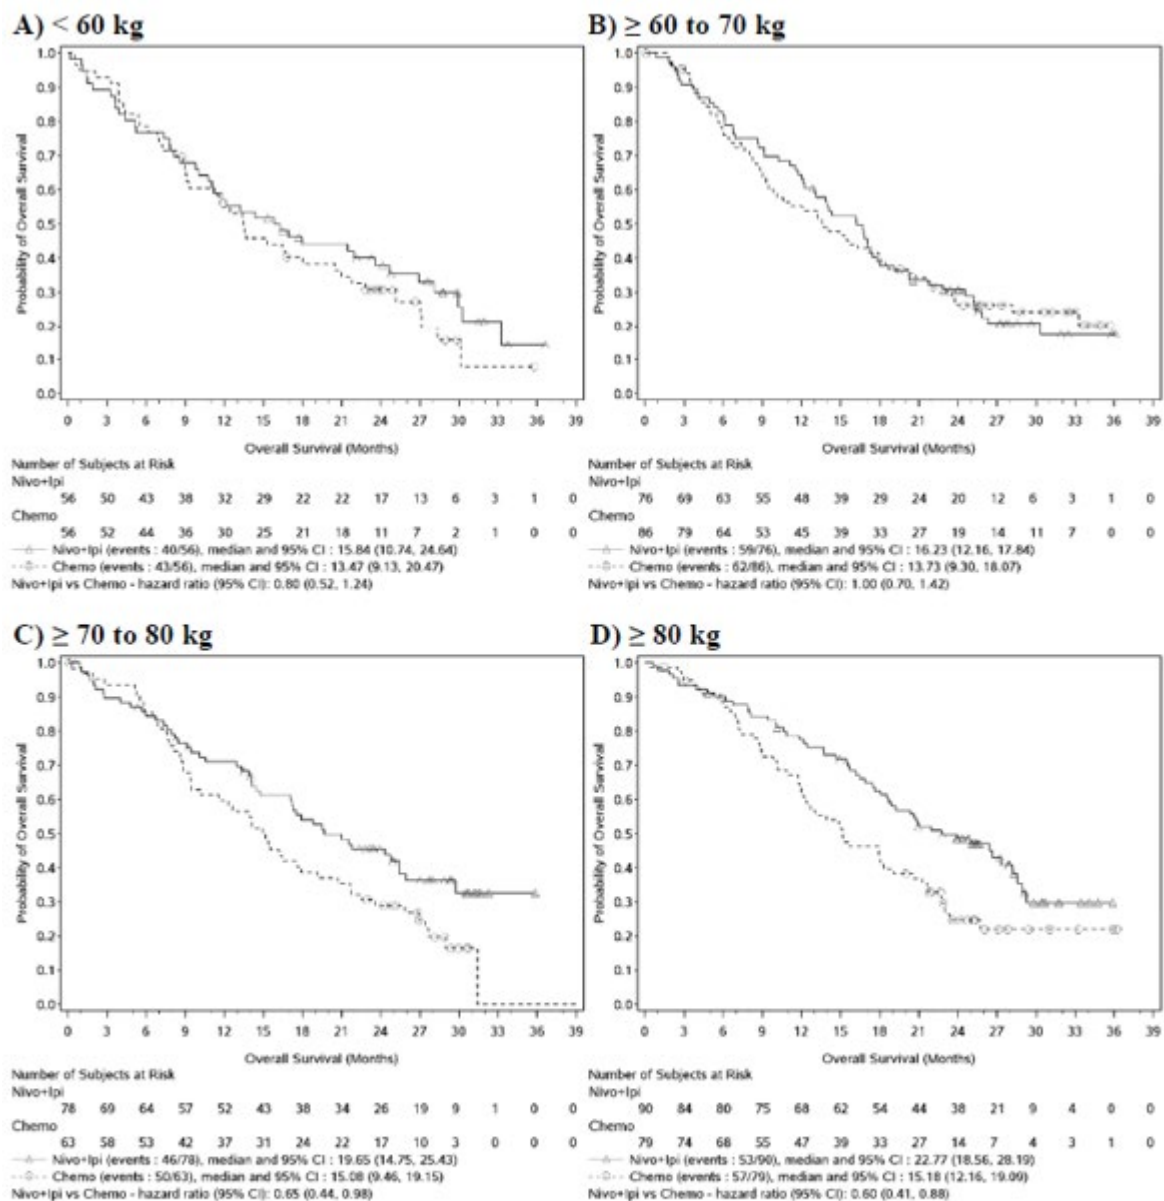 A) < 60 kg
Probability of Overall Survival
1.0
0.9
0.8
0.7
0.6
0.5
0.4
0.3
0.2
0.1
0.0
0 3 6 9 12 15 18 21 24 27 30 33 36 39
Overall Survival (Months)
Number of Subjects at Risk
Nivo+Ipi
56 50 43 38 32 29 22 22 17 13 6 3 1 0
Chemo
56 52 44 36 30 25 21 18 11 7 2 1 0 0
Nivo+Ipi (events : 40/56), median and 95% CI : 15.84 (10.74, 24.64)
Chemo (events : 43/56), median and 95% CI : 13.47 (9.13, 20.47)
Nivo+Ipi vs Chemo - hazard ratio (95% CI): 0.80 (0.52, 1.24)
B) ≥ 60 to 70 kg
Probability of Overall Survival
1.0
0.9
0.8
0.7
0.6
0.5
0.4
0.3
0.2
0.1
0.0
0 3 6 9 12 15 18 21 24 27 30 33 36 39
Overall Survival (Months)
Number of Subjects at Risk
Nivo+Ipi
76 69 63 55 48 39 29 24 20 12 6 3 1 0
Chemo
86 79 64 53 45 39 33 27 19 14 11 7 0 0
Nivo+Ipi (events : 59/76), median and 95% CI : 16.23 (12.16, 17.84)
Chemo (events : 62/86), median and 95% CI : 13.73 (9.30, 18.07)
Nivo+Ipi vs Chemo - hazard ratio (95% CI): 1.00 (0.70, 1.42)
C) ≥ 70 to 80 kg
Probability of Overall Survival
1.0
0.9
0.8
0.7
0.6
0.5
0.4
0.3
0.2
0.1
0.0
0 3 6 9 12 15 18 21 24 27 30 33 36 39
Overall Survival (Months)
Number of Subjects at Risk
Nivo+Ipi
78 69 64 57 52 43 38 34 26 19 9 1 0 0
Chemo
63 58 53 42 37 31 24 22 17 10 3 0 0 0
Nivo+Ipi (events : 46/78), median and 95% CI : 19.65 (14.75, 25.43)
Chemo (events : 50/63), median and 95% CI : 15.08 (9.46, 19.15)
Nivo+Ipi vs Chemo - hazard ratio (95% CI): 0.65 (0.44, 0.98)
D) ≥ 80 kg
Probability of Overall Survival
1.0
0.9
0.8
0.7
0.6
0.5
0.4
0.3
0.2
0.1
0.0
0 3 6 9 12 15 18 21 24 27 30 33 36 39
Overall Survival (Months)
Number of Subjects at Risk
Nivo+Ipi
90 84 80 75 68 62 54 44 38 21 9 4 0 0
Chemo
79 74 68 55 47 38 33 27 14 7 4 3 1 0
Nivo+Ipi (events : 53/90), median and 95% CI : 22.77 (18.56, 28.19)
Chemo (events : 57/79), median and 95% CI : 15.18 (12.16, 19.09)
Nivo+Ipi vs Chemo - hazard ratio (95% CI): 0.60 (0.41, 0.88)